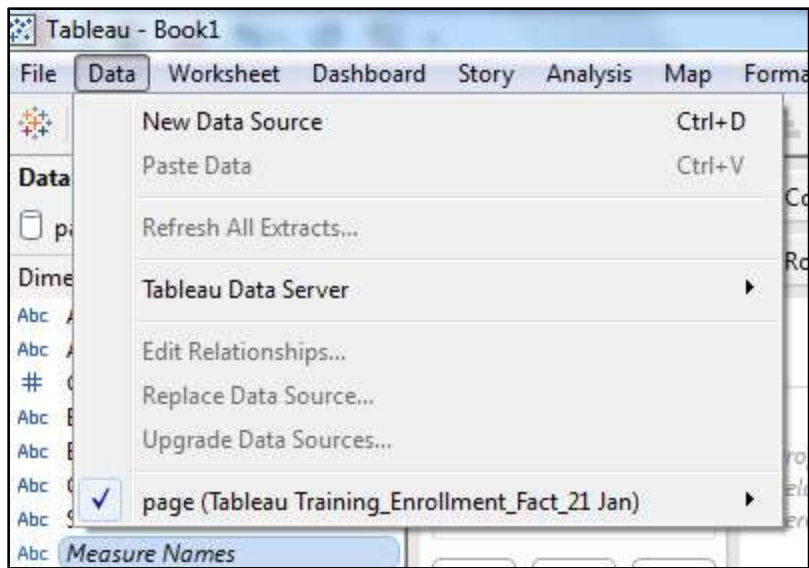 Tableau - Book1
File Data Worksheet Dashboard Story Analysis Map Forma
New Data Source Ctrl+D
Paste Data Ctrl+V
Data
Refresh All Extracts...
Dime
Tableau Data Server
Abc
Abc
Edit Relationships...
#
Replace Data Source...
Abc
Upgrade Data Sources...
Abc
Abc
page (Tableau Training_Enrollment_Fact_21 Jan)
Abc
Abc Measure Names